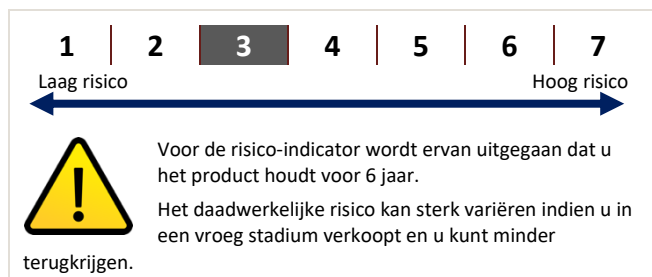 1 2 3 4 5 6 7
Laag risico Hoog risico
Voor de risico-indicator wordt ervan uitgegaan dat u
het product houdt voor 6 jaar.
Het daadwerkelijke risico kan sterk variëren indien u in
een vroeg stadium verkoopt en u kunt minder
terugkrijgen.